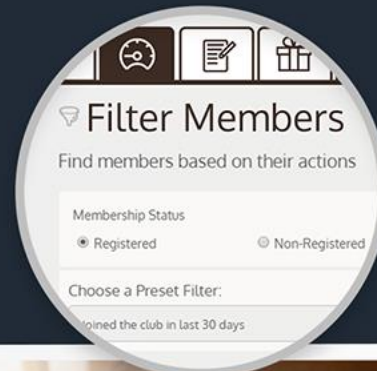 Filter Members
Find members based on their actions
Membership Status
Registered Non-Registered
Choose a Preset Filter:
Joined the club in last 30 days